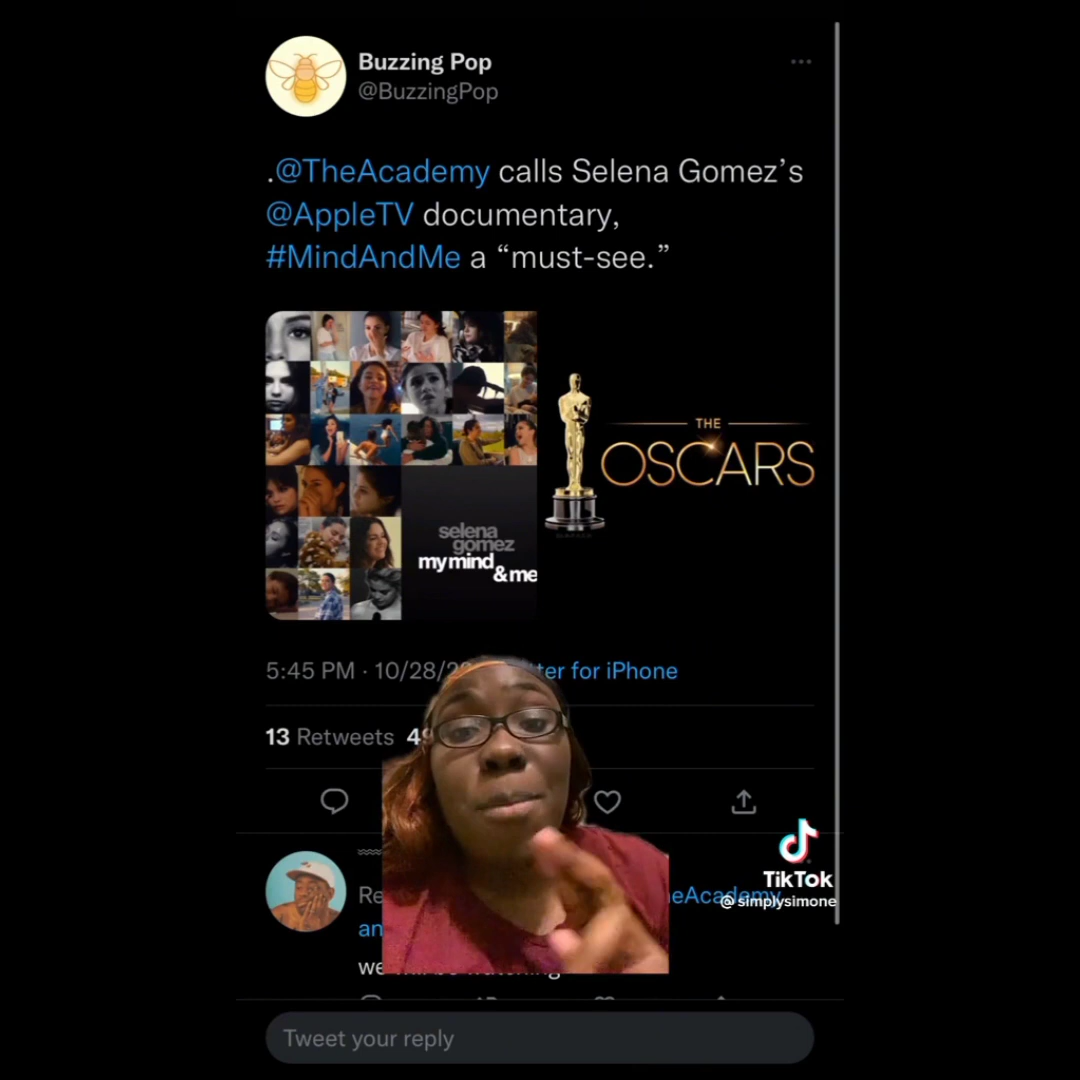 Buzzing Pop
@BuzzingPop
.@TheAcademy calls Selena Gomez’s
@AppleTV documentary,
#MindAndMe a “must-see.”
selena
gomez
my mind
& me
THE
OSCARS
5:45 PM · 10/28/ for iPhone
13 Retweets
TikTok
@simplysimone
Tweet your reply